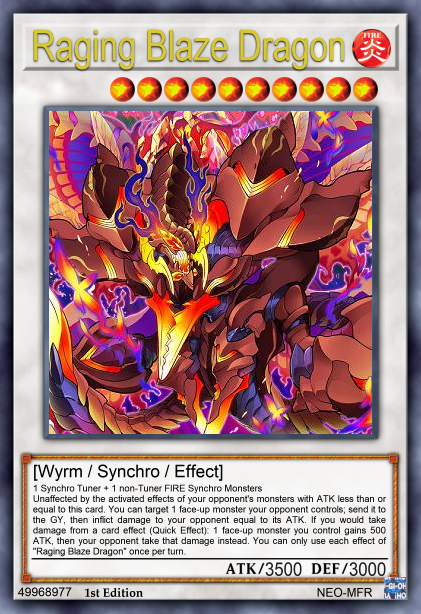 Raging Blaze Dragon
FIRE
炎
[Wyrm / Synchro / Effect]
1 Synchro Tuner + 1 non-Tuner FIRE Synchro Monsters
Unaffected by the activated effects of your opponent's monsters with ATK less than or
equal to this card. You can target 1 face-up monster your opponent controls; send it to
the GY, then inflict damage to your opponent equal to its ATK. If you would take
damage from a card effect (Quick Effect): 1 face-up monster you control gains 500
ATK, then your opponent take that damage instead. You can only use each effect of
"Raging Blaze Dragon" once per turn.
ATK/3500 DEF/3000
49968977 1st Edition NEO-MFR